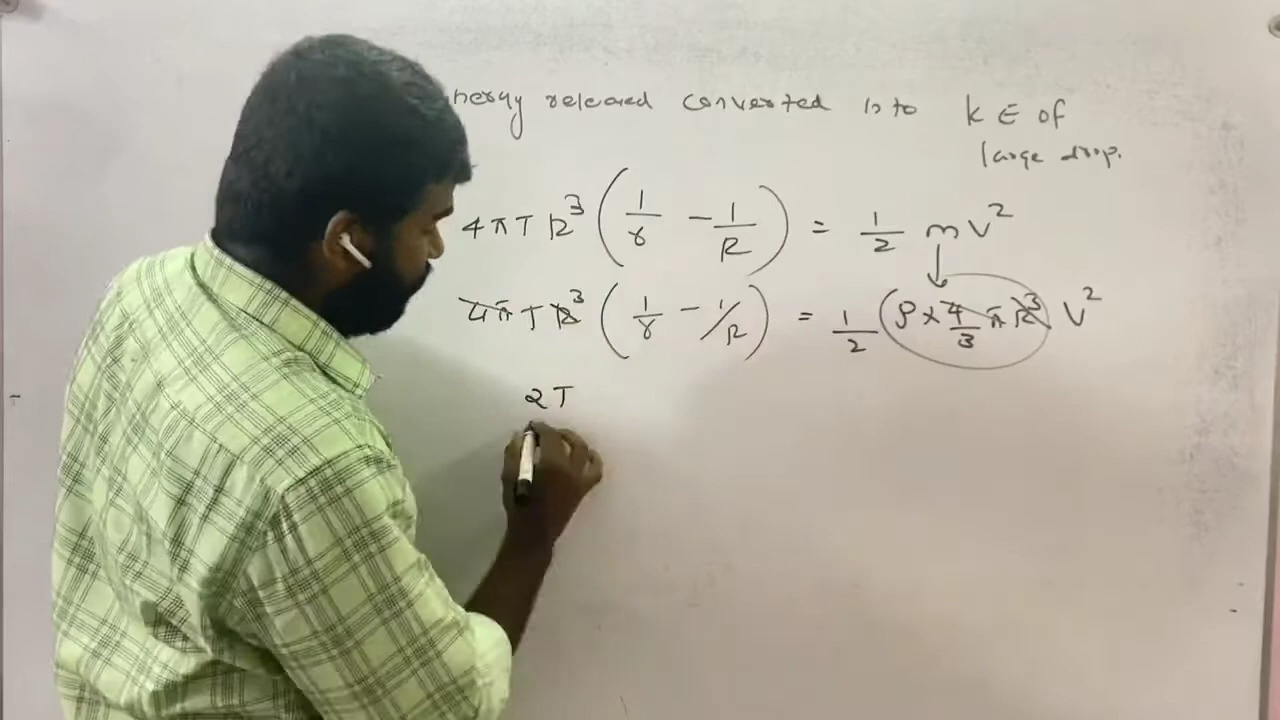 nergy released converted into KE of
large drop.
4πTR³ (1/r - 1/R) = 1/2 mv²
↓
4πTR³ (1/r - 1/R) = 1/2 (ρ × 4/3 πR³) V²
2T